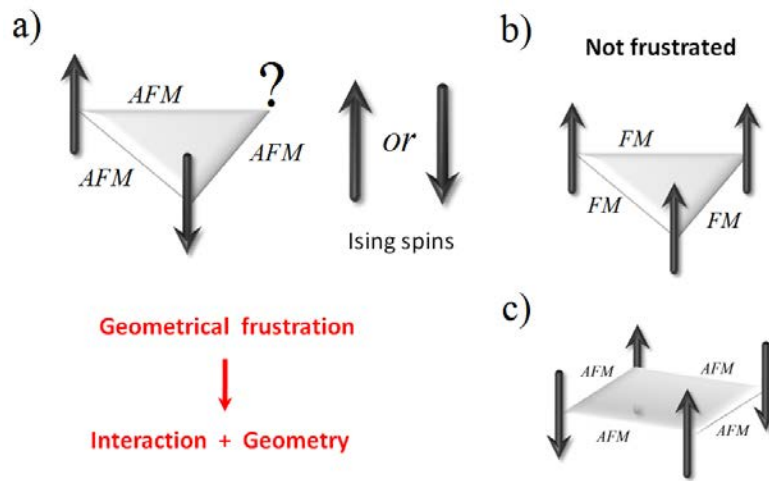 a)
AFM
?
AFM
AFM
or
Ising spins
Geometrical frustration
Interaction + Geometry
b)
Not frustrated
FM
FM
FM
c)
AFM
AFM
AFM
AFM